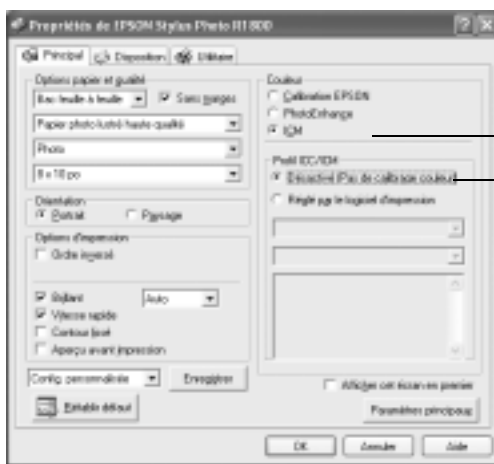 Propriétés de EPSON Stylus Photo R1800
Principal
Disposition
Utilitaire
Options papier et qualité
Bac feuille à feuille
Sans marges
Papier photo lustré haute qualité
Photo
8 x 10 po
Orientation
Portrait
Paysage
Options d'impression
Ordre inversé
Brillant
Auto
Vitesse rapide
Contour lissé
Aperçu avant impression
Config. personnalisée
Enregistrer
Rétablir défaut
Couleur
Calibration EPSON
PhotoEnhance
ICM
Profil ICC/ICM
Désactivé (Pas de calibrage couleur)
Réglé par le logiciel d'impression
Afficher cet écran en premier
Paramètres principaux
OK
Annuler
Aide